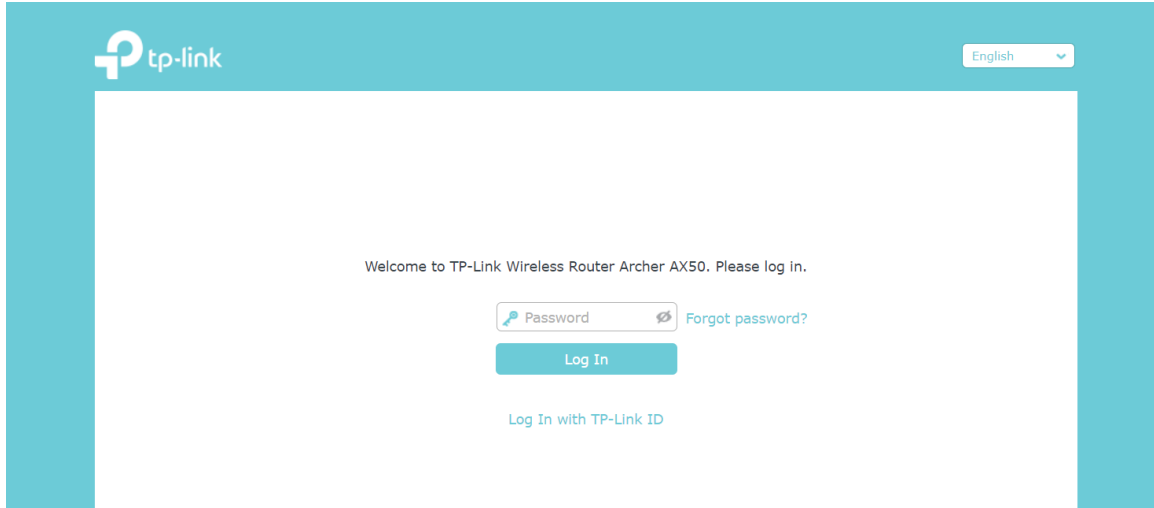 tp-link
English
Welcome to TP-Link Wireless Router Archer AX50. Please log in.
Password
Forgot password?
Log In
Log In with TP-Link ID